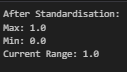 After Standardisation:
Max: 1.0
Min: 0.0
Current Range: 1.0